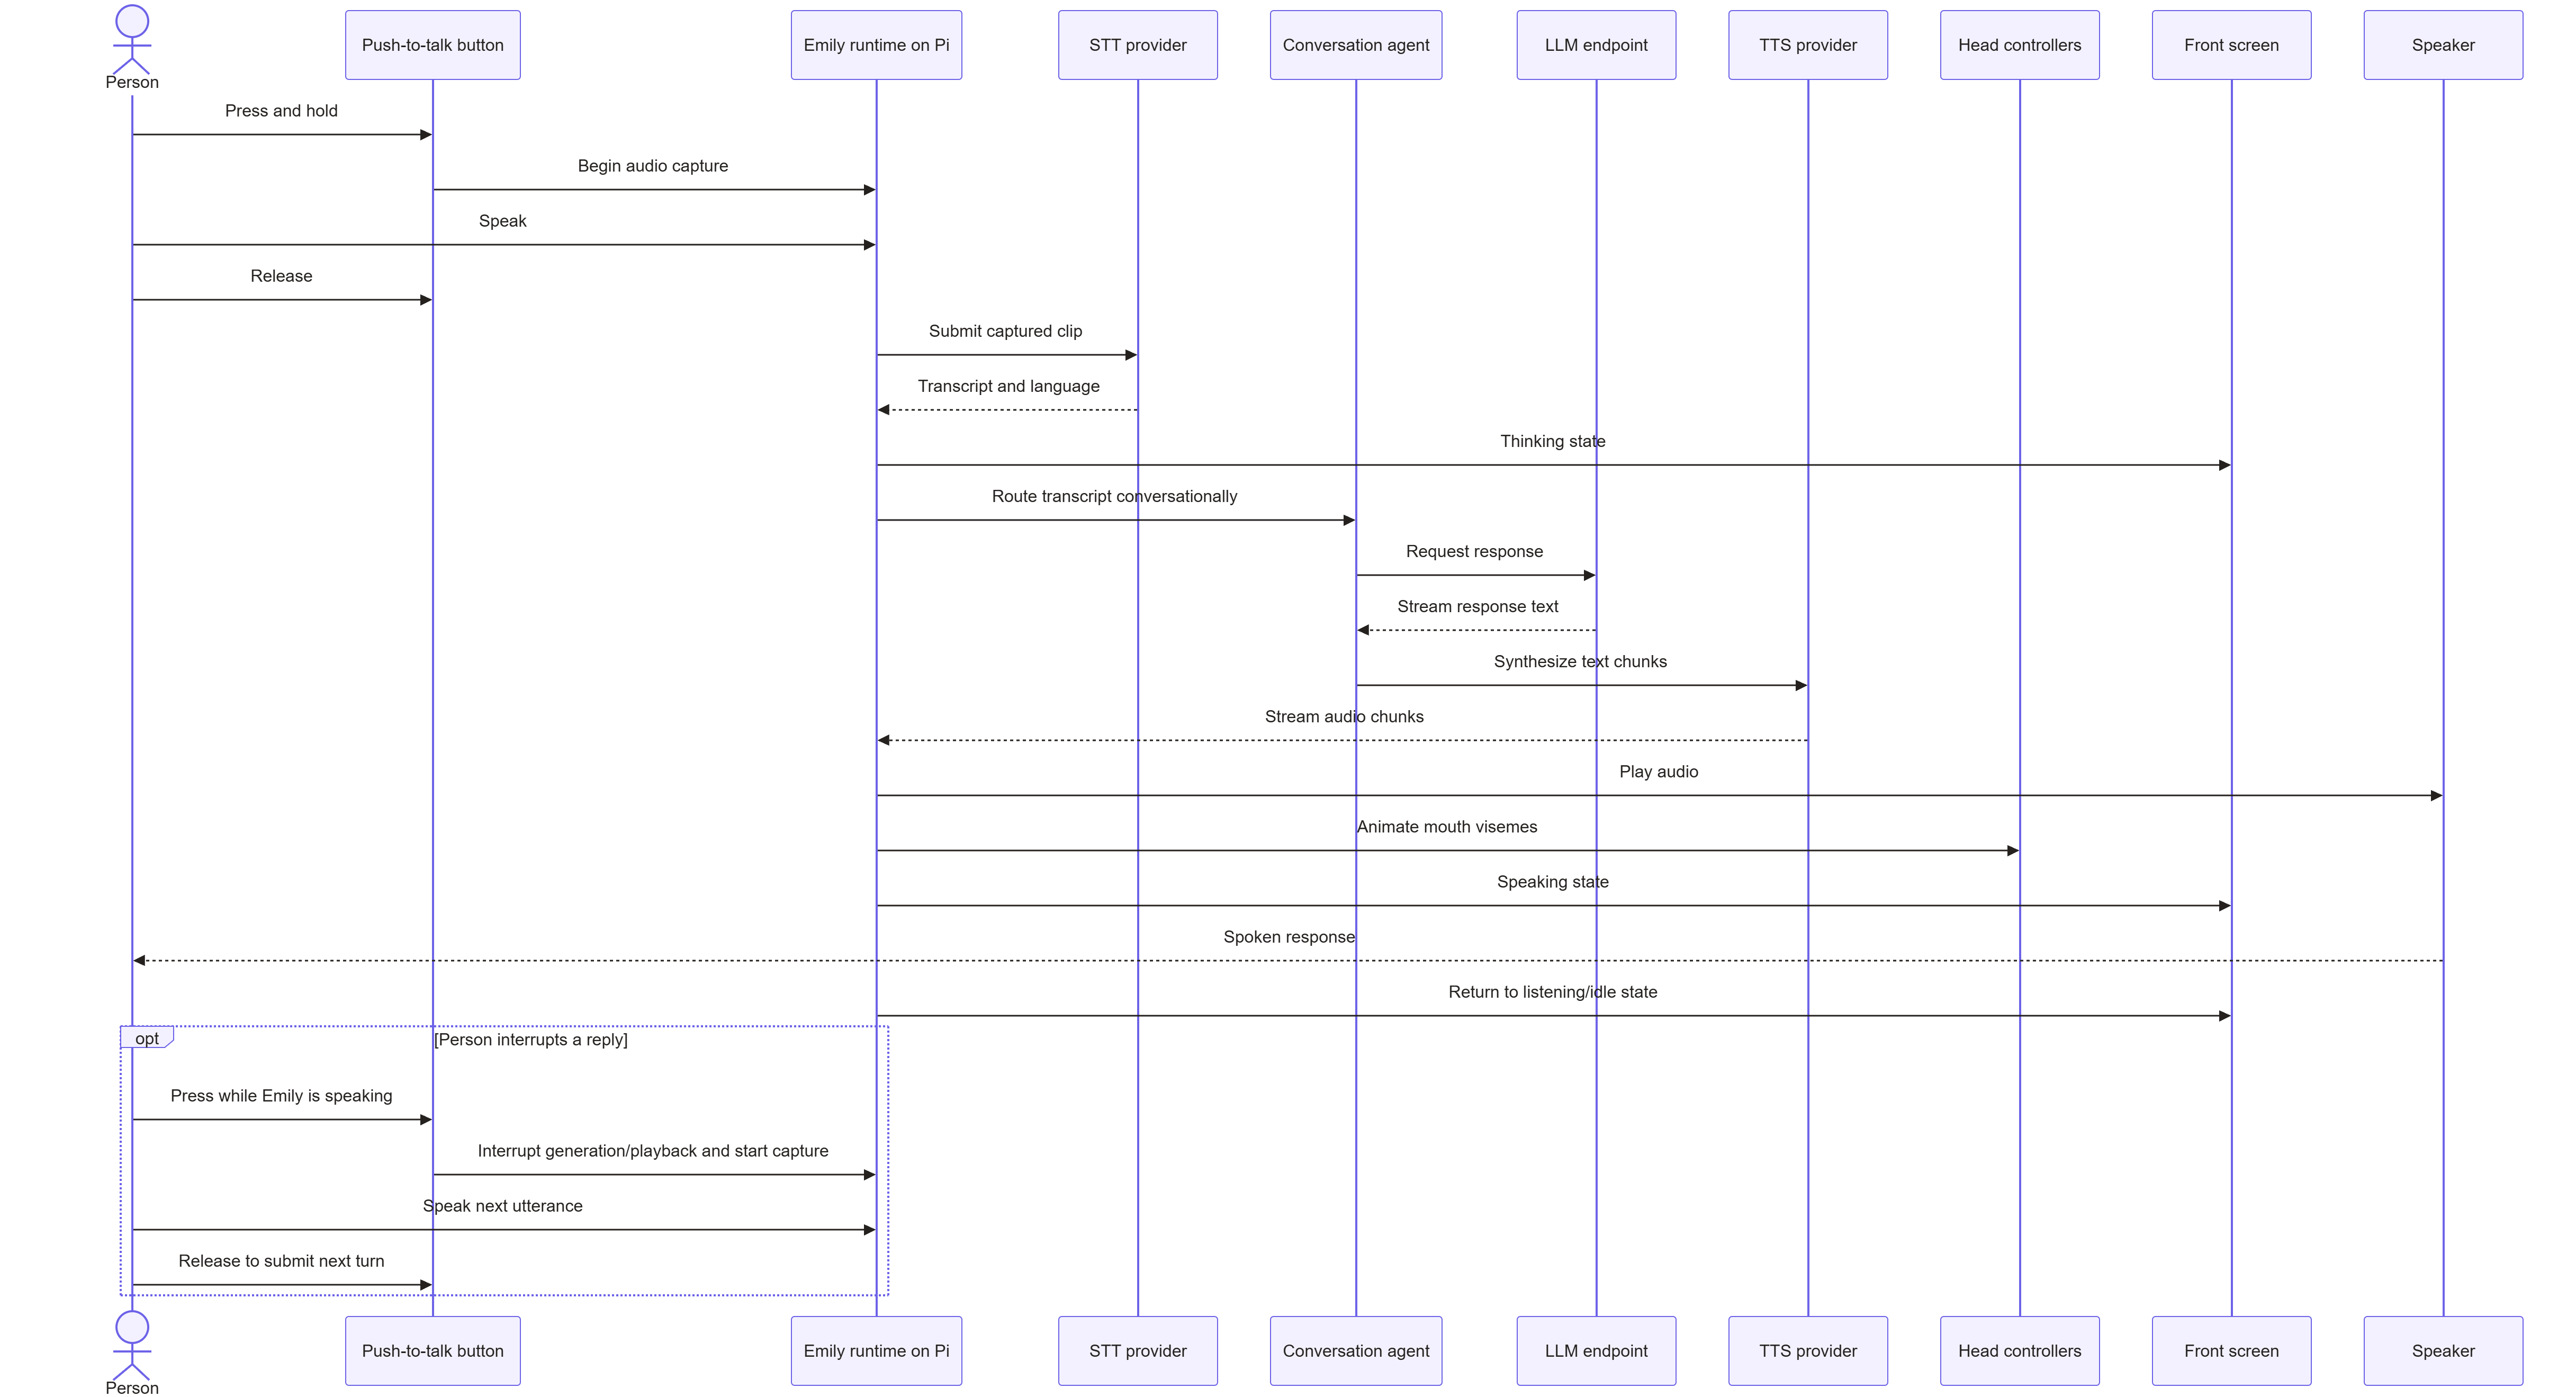 Person
Push-to-talk button
Emily runtime on Pi
STT provider
Conversation agent
LLM endpoint
TTS provider
Head controllers
Front screen
Speaker
Press and hold
Begin audio capture
Speak
Release
Submit captured clip
Transcript and language
Thinking state
Route transcript conversationally
Request response
Stream response text
Synthesize text chunks
Stream audio chunks
Play audio
Animate mouth visemes
Speaking state
Spoken response
Return to listening/idle state
opt
[Person interrupts a reply]
Press while Emily is speaking
Interrupt generation/playback and start capture
Speak next utterance
Release to submit next turn
Person
Push-to-talk button
Emily runtime on Pi
STT provider
Conversation agent
LLM endpoint
TTS provider
Head controllers
Front screen
Speaker